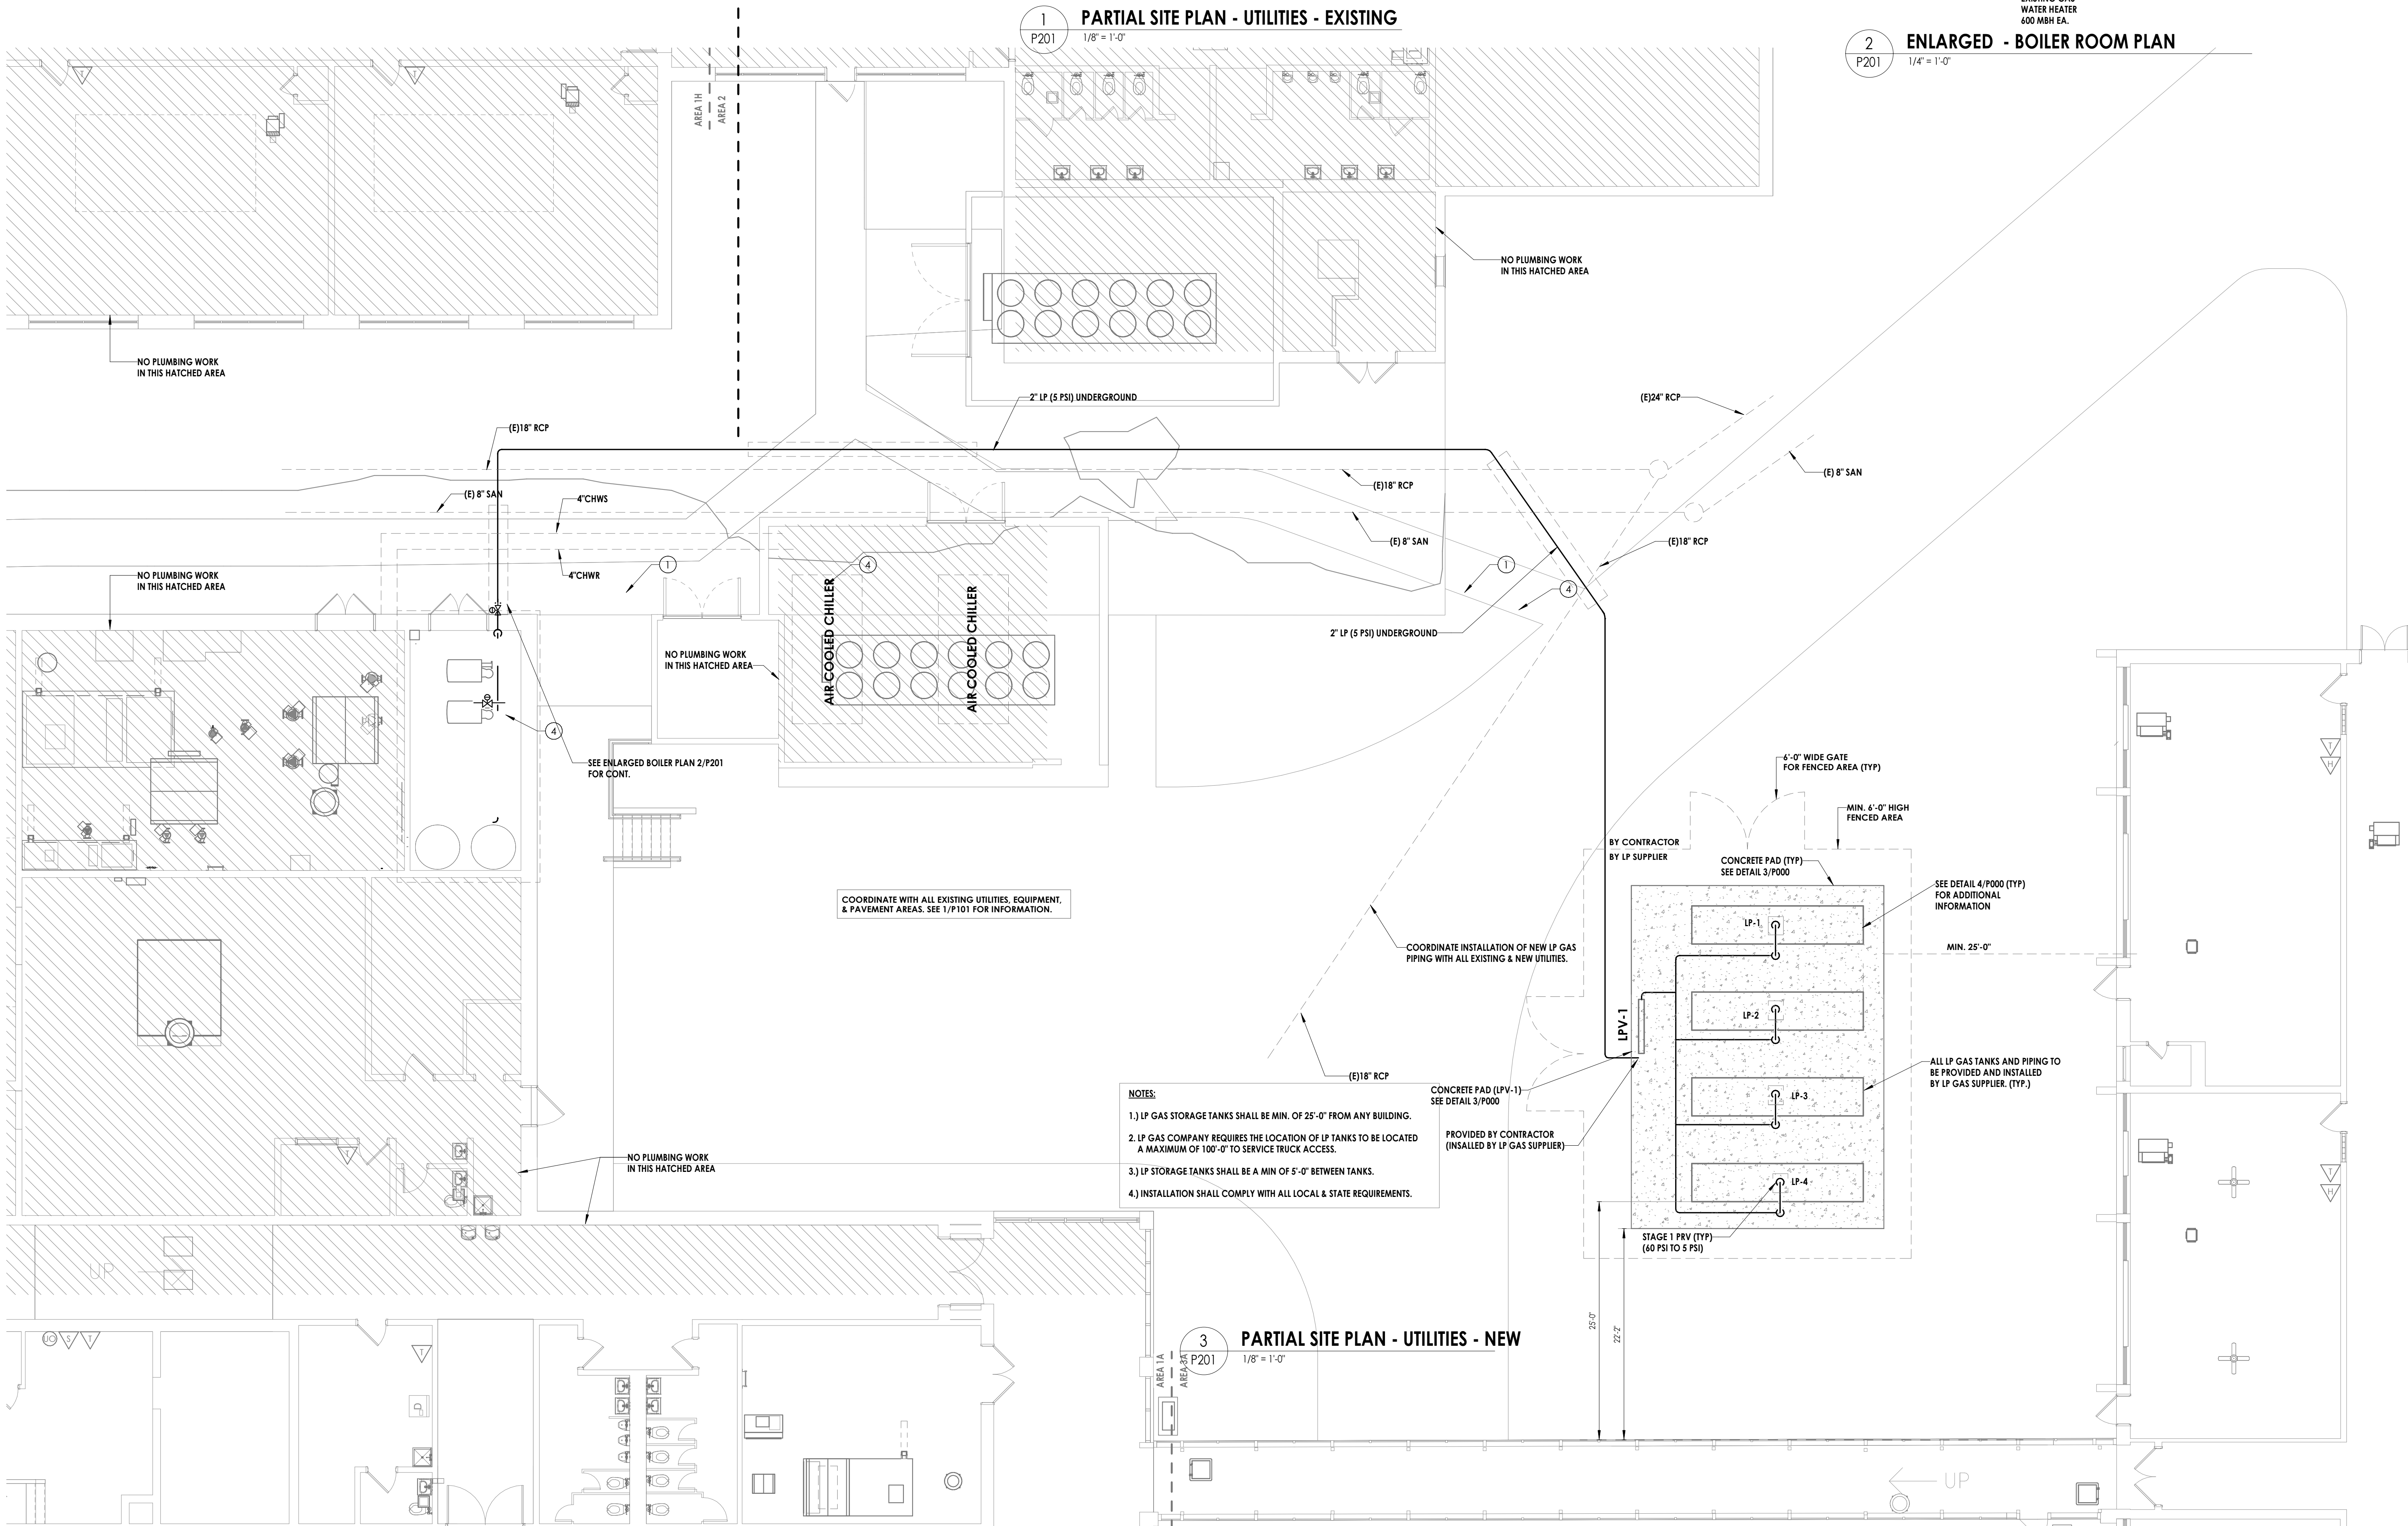 1
P201
PARTIAL SITE PLAN - UTILITIES - EXISTING
1/8" = 1'-0"
WATER HEATER
600 MBH EA.
2
P201
ENLARGED - BOILER ROOM PLAN
1/4" = 1'-0"
T
T
AREA 1H
AREA 2
NO PLUMBING WORK
IN THIS HATCHED AREA
NO PLUMBING WORK
IN THIS HATCHED AREA
2" LP (5 PSI) UNDERGROUND
(E)24" RCP
(E)18" RCP
(E) 8" SAN
(E)18" RCP
(E) 8" SAN
4"CHWS
(E) 8" SAN
(E)18" RCP
4"CHWR
1
4
1
4
NO PLUMBING WORK
IN THIS HATCHED AREA
AIR COOLED CHILLER
AIR COOLED CHILLER
2" LP (5 PSI) UNDERGROUND
NO PLUMBING WORK
IN THIS HATCHED AREA
4
SEE ENLARGED BOILER PLAN 2/P201
FOR CONT.
T
H
6'-0" WIDE GATE
FOR FENCED AREA (TYP)
MIN. 6'-0" HIGH
FENCED AREA
BY CONTRACTOR
BY LP SUPPLIER
CONCRETE PAD (TYP)
SEE DETAIL 3/P000
SEE DETAIL 4/P000 (TYP)
FOR ADDITIONAL
INFORMATION
COORDINATE WITH ALL EXISTING UTILITIES, EQUIPMENT,
& PAVEMENT AREAS. SEE 1/P101 FOR INFORMATION.
LP-1
MIN. 25'-0"
COORDINATE INSTALLATION OF NEW LP GAS
PIPING WITH ALL EXISTING & NEW UTILITIES.
LPV-1
LP-2
ALL LP GAS TANKS AND PIPING TO
BE PROVIDED AND INSTALLED
BY LP GAS SUPPLIER. (TYP.)
(E)18" RCP
CONCRETE PAD (LPV-1)
SEE DETAIL 3/P000
LP-3
NOTES:
1.) LP GAS STORAGE TANKS SHALL BE MIN. OF 25'-0" FROM ANY BUILDING.
2. LP GAS COMPANY REQUIRES THE LOCATION OF LP TANKS TO BE LOCATED
A MAXIMUM OF 100'-0" TO SERVICE TRUCK ACCESS.
3.) LP STORAGE TANKS SHALL BE A MIN OF 5'-0" BETWEEN TANKS.
4.) INSTALLATION SHALL COMPLY WITH ALL LOCAL & STATE REQUIREMENTS.
PROVIDED BY CONTRACTOR
(INSALLED BY LP GAS SUPPLIER)
T
NO PLUMBING WORK
IN THIS HATCHED AREA
LP-4
T
H
STAGE 1 PRV (TYP)
(60 PSI TO 5 PSI)
UP
25'-0"
22'-2"
3
P201
PARTIAL SITE PLAN - UTILITIES - NEW
1/8" = 1'-0"
AREA 1A
AREA 3A
UO
S
T
T
D
UP